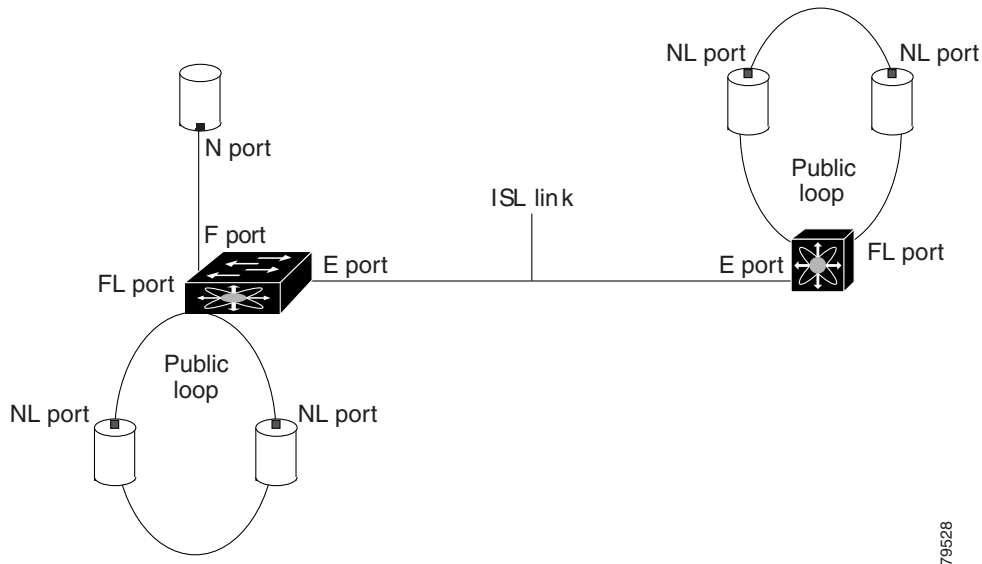 NL port
NL port
N port
Public
loop
ISL link
F port
FL port
E port
E port
FL port
Public
loop
NL port
NL port
79528